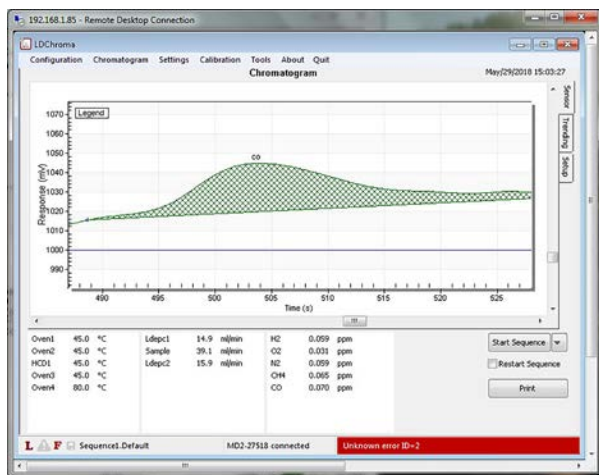 192.168.1.85 - Remote Desktop Connection
LDChroma
Configuration Chromatogram Settings Calibration Tools About Quit
Chromatogram May/29/2018 15:03:27
Legend
co
Response (mV)
1070
1060
1050
1040
1030
1020
1010
1000
990
490 495 500 505 510 515 520 525
Time (s)
Sensor
Trending
Setup
Oven1 45.0 °C Ldepc1 14.9 ml/min H2 0.059 ppm
Oven2 45.0 °C Sample 39.1 ml/min O2 0.031 ppm
HCD1 45.0 °C Ldepc2 15.9 ml/min N2 0.059 ppm
Oven3 45.0 °C CH4 0.065 ppm
Oven4 80.0 °C CO 0.070 ppm
Start Sequence
Restart Sequence
Print
L F Sequence1.Default MD2-27518 connected Unknown error ID=2